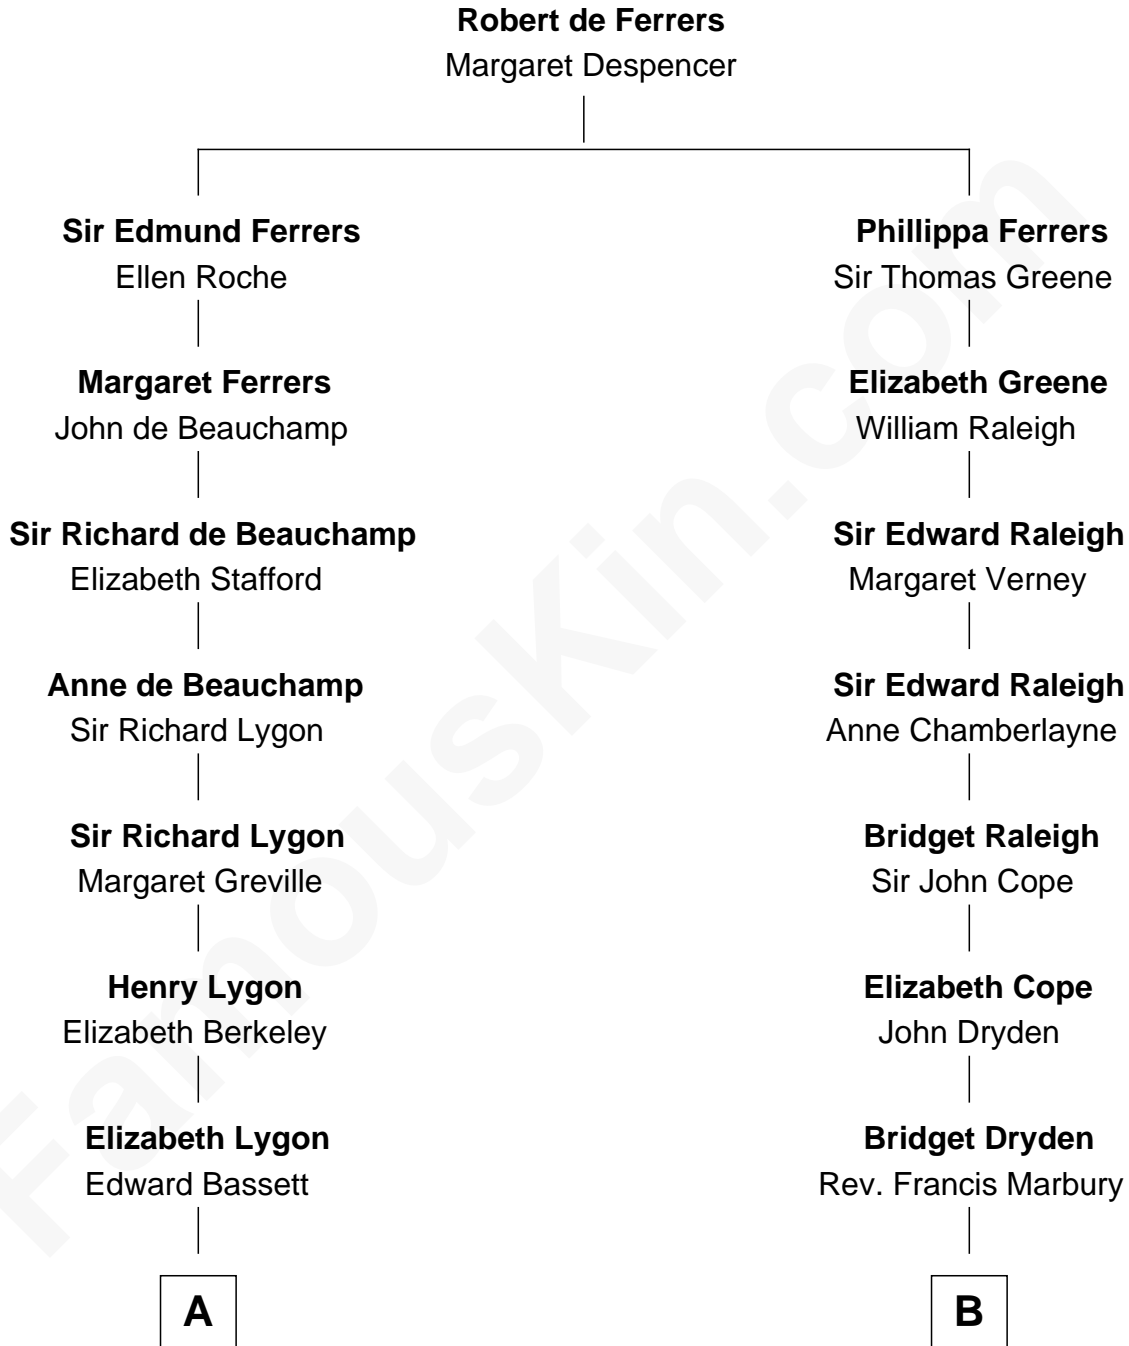 Robert de Ferrers
Margaret Despencer
Sir Edmund Ferrers
Ellen Roche
Phillippa Ferrers
Sir Thomas Greene
Margaret Ferrers
John de Beauchamp
Elizabeth Greene
William Raleigh
Sir Richard de Beauchamp
Elizabeth Stafford
Sir Edward Raleigh
Margaret Verney
Anne de Beauchamp
Sir Richard Lygon
Sir Edward Raleigh
Anne Chamberlayne
Sir Richard Lygon
Margaret Greville
Bridget Raleigh
Sir John Cope
Henry Lygon
Elizabeth Berkeley
Elizabeth Cope
John Dryden
Elizabeth Lygon
Edward Bassett
Bridget Dryden
Rev. Francis Marbury
A
B
FamousKin.com